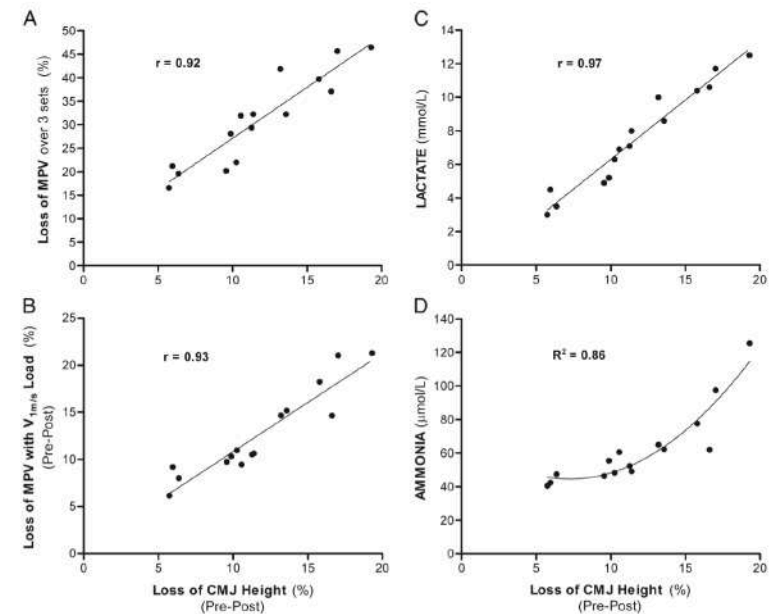 A
Loss of MPV over 3 sets (%)
50
45
40
35
30
25
20
15
10
5
0
r = 0.92
0 5 10 15 20
C
LACTATE (mmol/L)
14
12
10
8
6
4
2
0
r = 0.97
0 5 10 15 20
B
Loss of MPV with V1m/s Load (%)
(Pre-Post)
25
20
15
10
5
0
r = 0.93
0 5 10 15 20
Loss of CMJ Height (%)
(Pre-Post)
D
AMMONIA (μmol/L)
140
120
100
80
60
40
20
0
R² = 0.86
0 5 10 15 20
Loss of CMJ Height (%)
(Pre-Post)